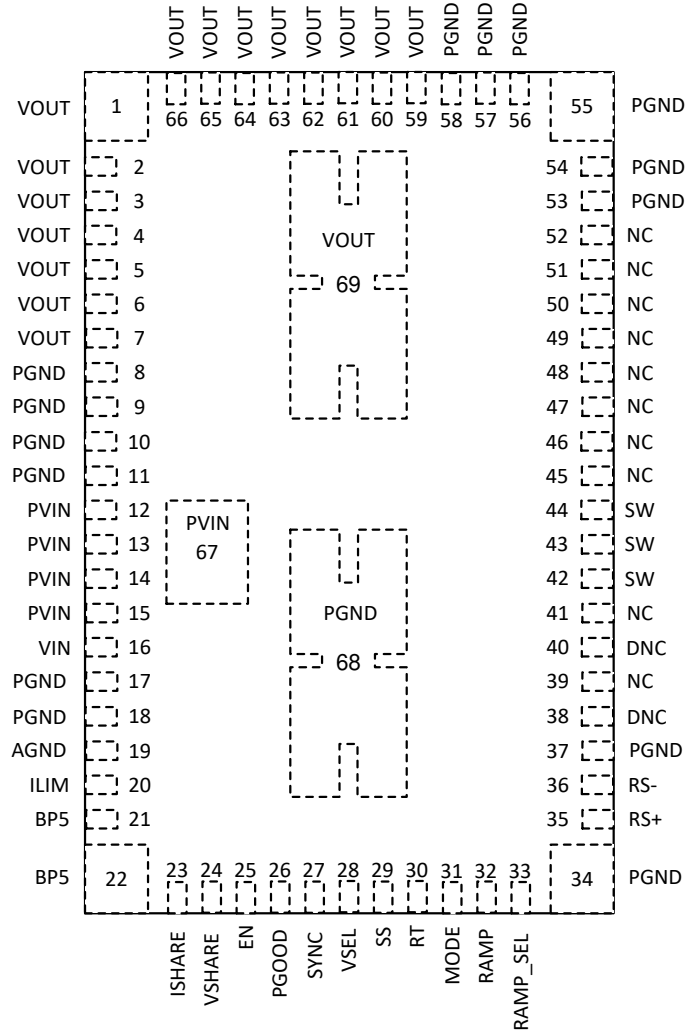 VOUT VOUT VOUT VOUT VOUT VOUT VOUT VOUT PGND PGND PGND
VOUT 1 66 65 64 63 62 61 60 59 58 57 56 55 PGND
VOUT 2 54 PGND
VOUT 3 53 PGND
VOUT 4 52 NC
VOUT 5 51 NC
VOUT 6 50 NC
VOUT 7 49 NC
PGND 8 48 NC
PGND 9 47 NC
PGND 10 46 NC
PGND 11 45 NC
PVIN 12 44 SW
PVIN 13 43 SW
PVIN 14 42 SW
PVIN 15 41 NC
VIN 16 40 DNC
PGND 17 39 NC
PGND 18 38 DNC
AGND 19 37 PGND
ILIM 20 36 RS-
BP5 21 35 RS+
BP5 22 23 24 25 26 27 28 29 30 31 32 33 34 PGND
ISHARE VSHARE EN PGOOD SYNC VSEL SS RT MODE RAMP RAMP_SEL
VOUT
69
PVIN
67
PGND
68